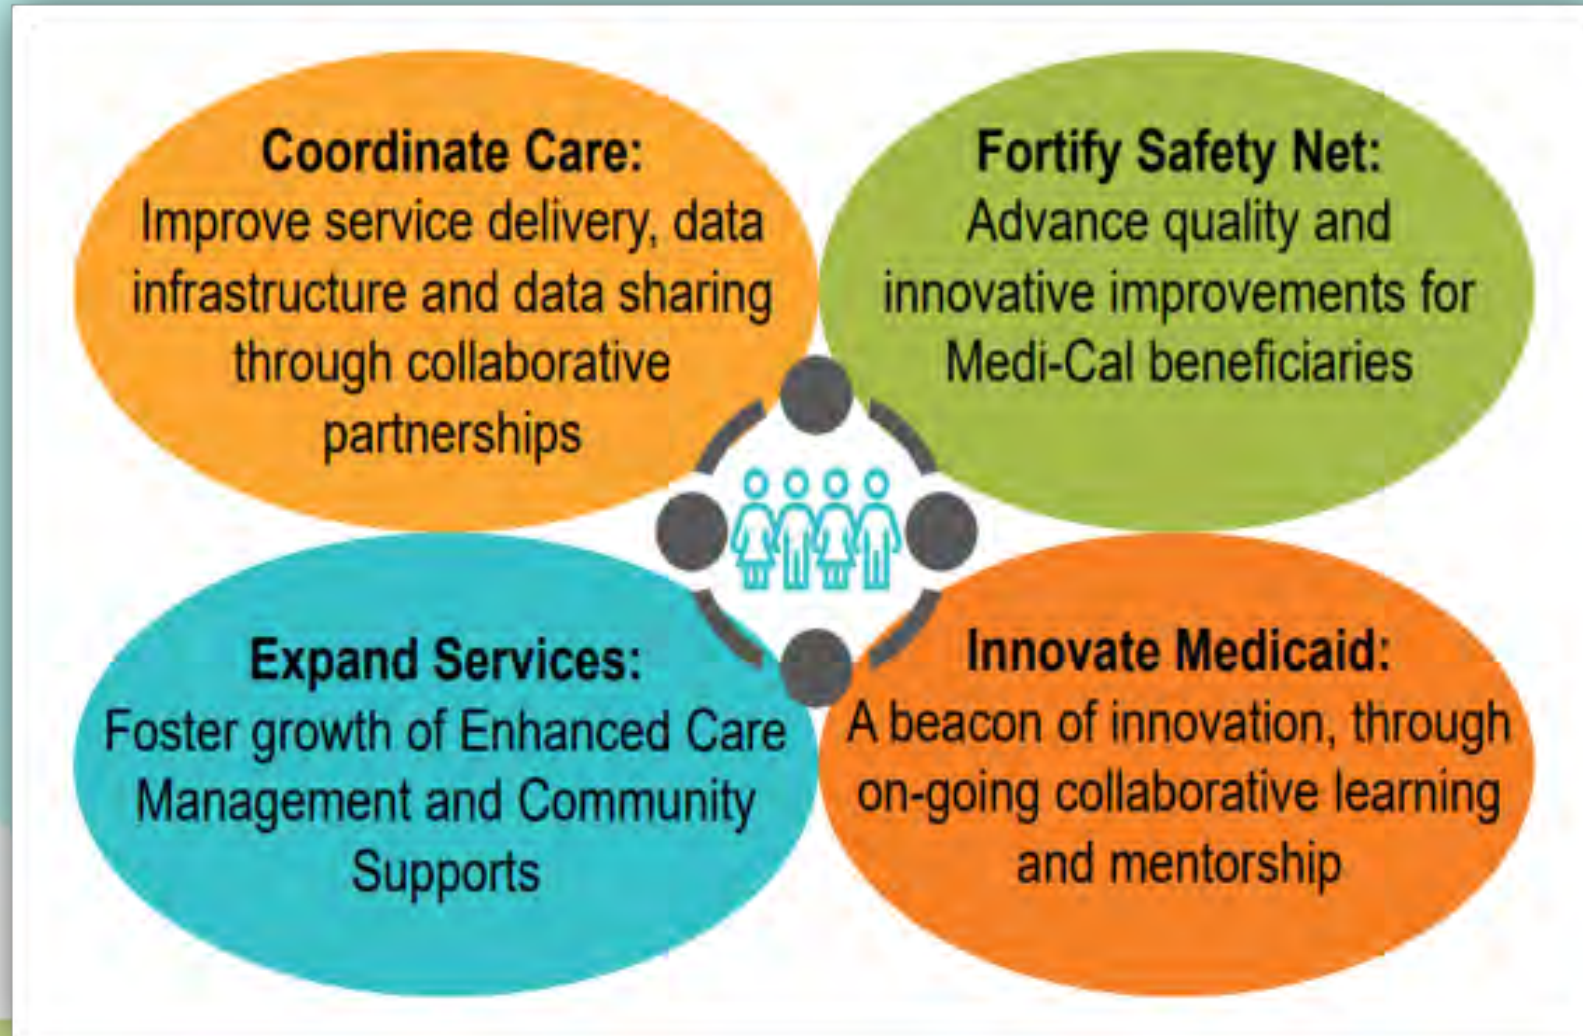 Coordinate Care:
Improve service delivery, data
infrastructure and data sharing
through collaborative
partnerships
Fortify Safety Net:
Advance quality and
innovative improvements for
Medi-Cal beneficiaries
Expand Services:
Foster growth of Enhanced Care
Management and Community
Supports
Innovate Medicaid:
A beacon of innovation, through
on-going collaborative learning
and mentorship